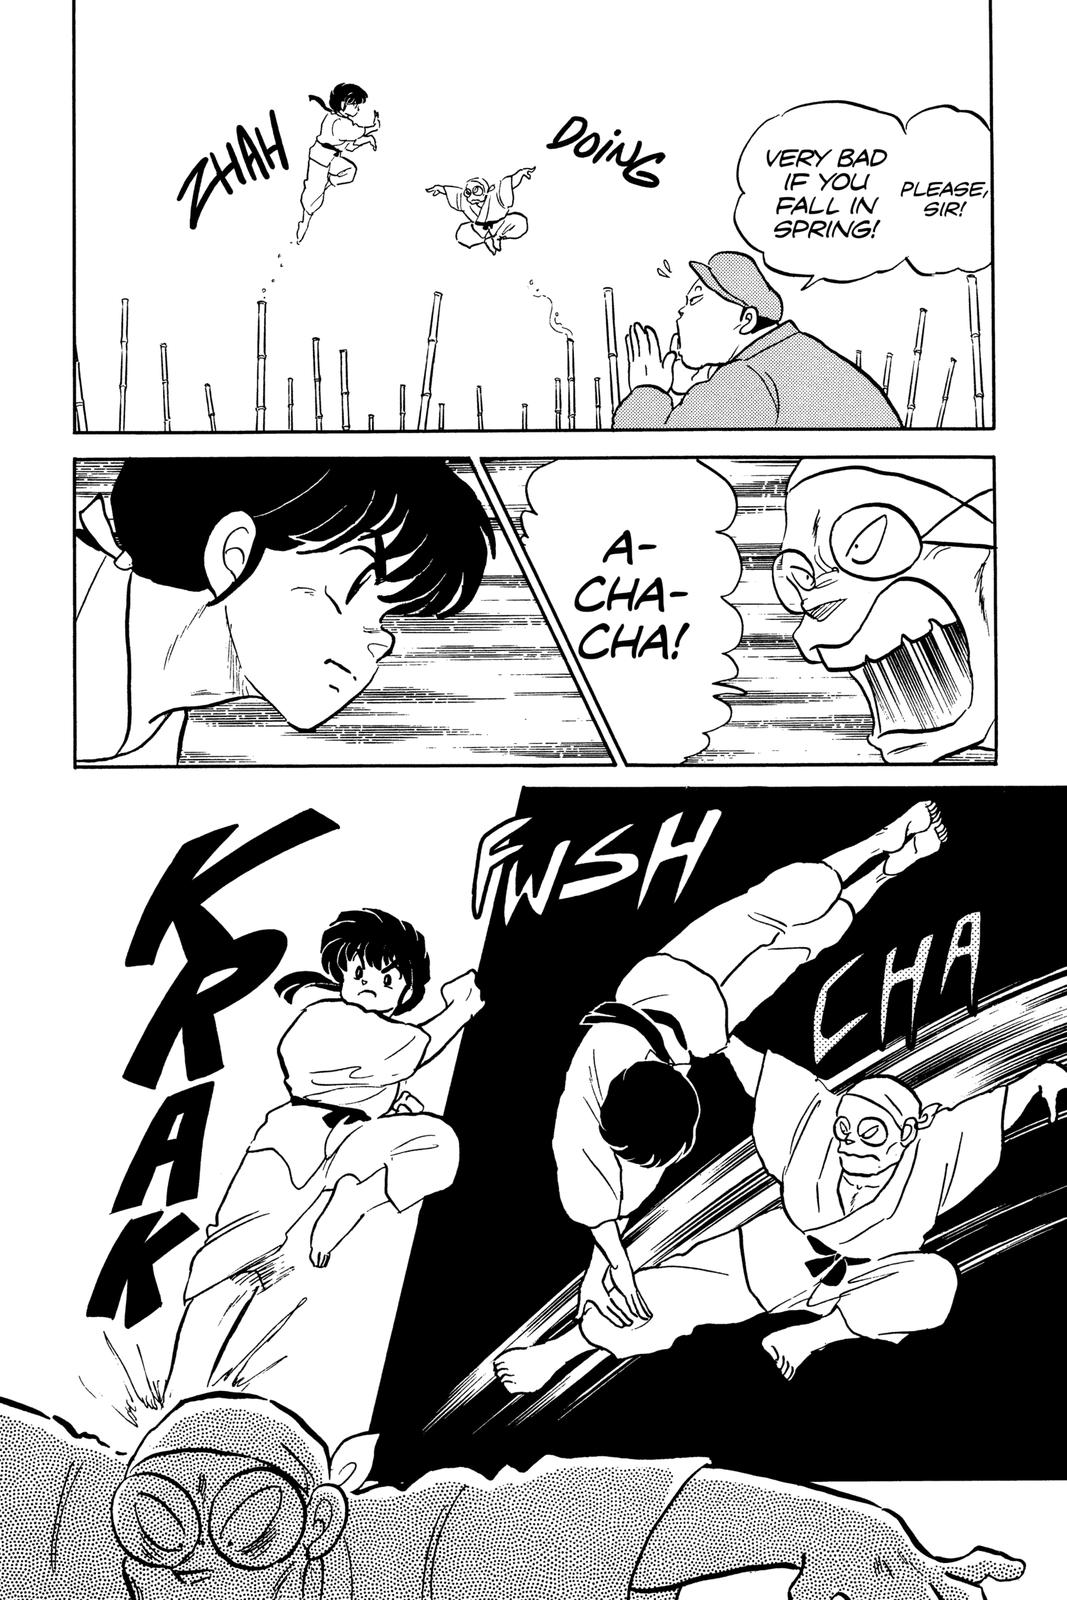 ZHAH
DOING
VERY BAD
IF YOU
FALL IN
SPRING!
PLEASE,
SIR!
A-
CHA-
CHA!
KRAK
FWSH
CHA